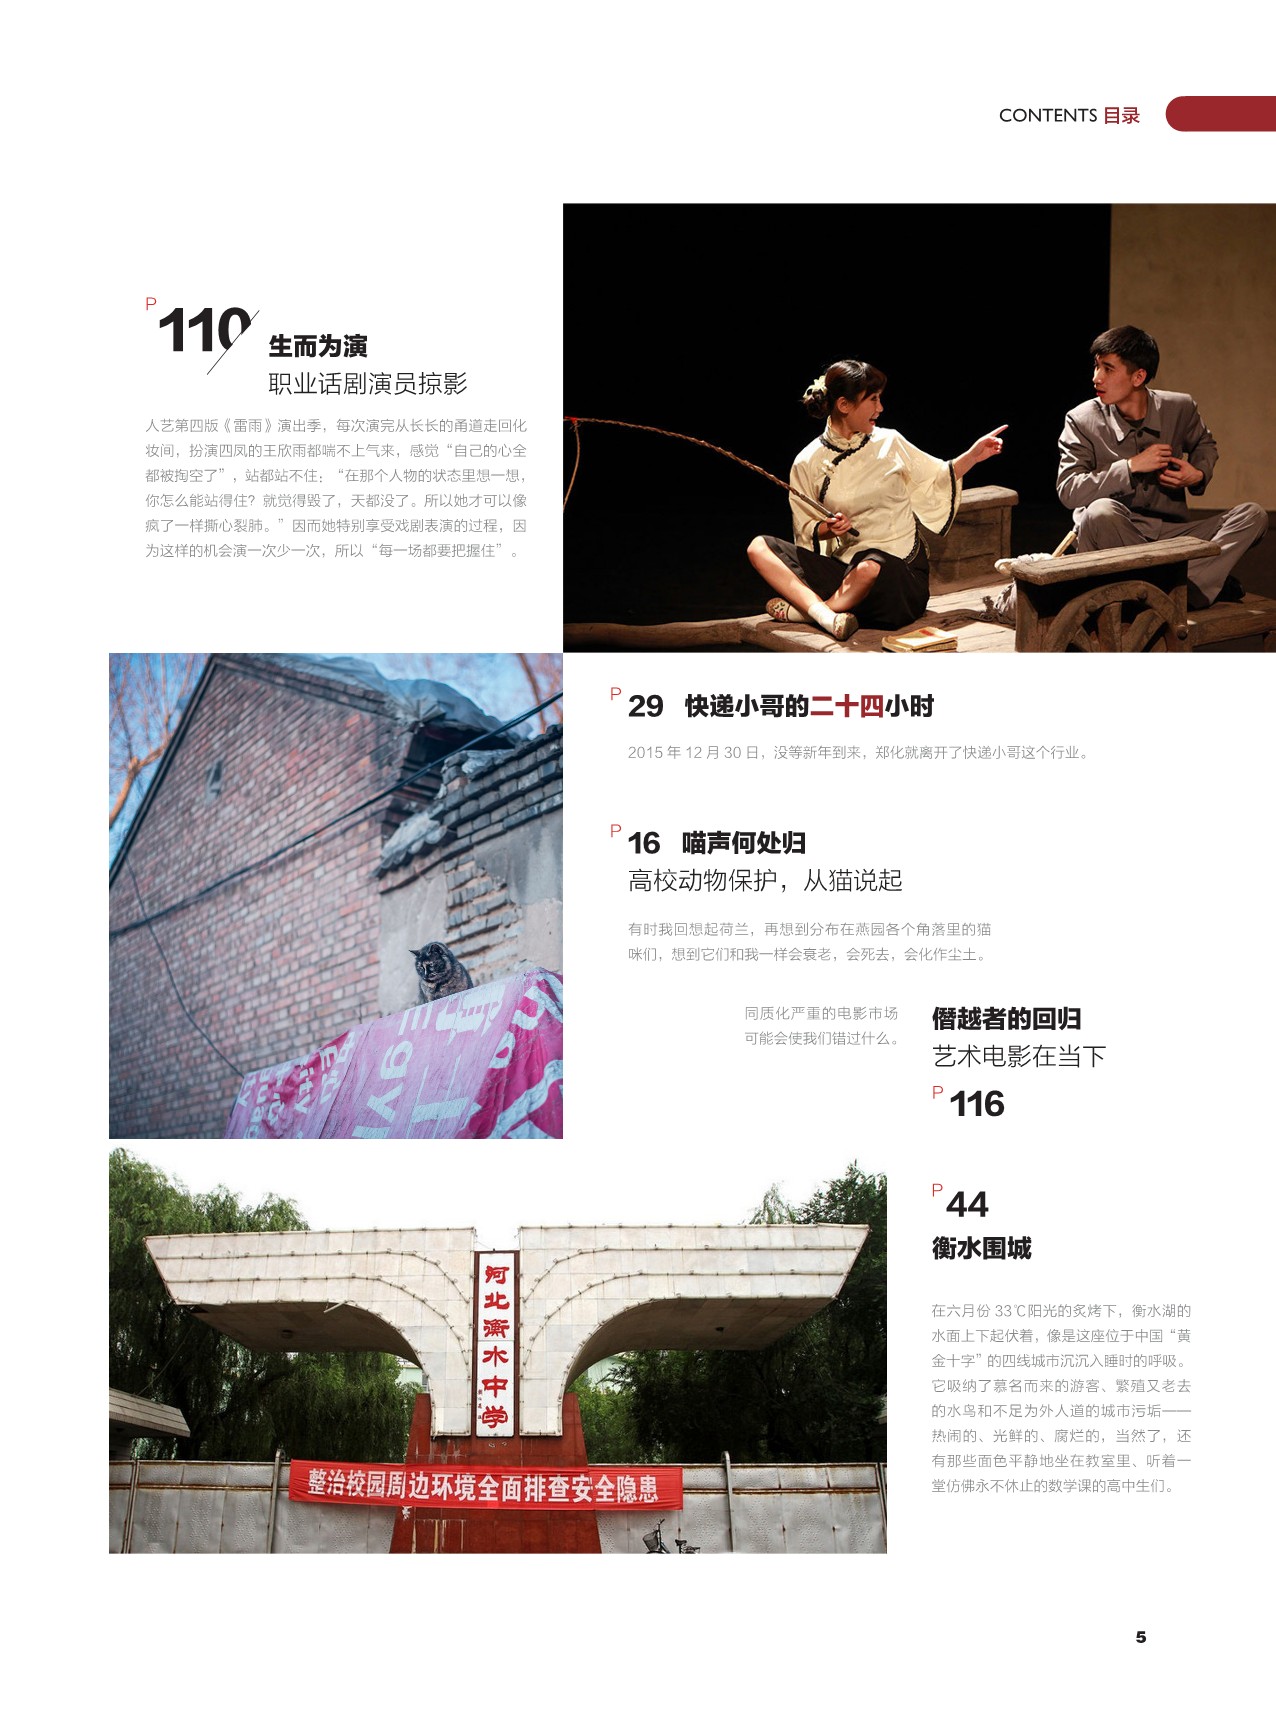 CONTENTS 目录
P
110
生而为演
职业话剧演员掠影
人艺第四版《雷雨》演出季，每次演完从长长的甬道走回化
妆间，扮演四凤的王欣雨都喘不上气来，感觉“自己的心全
都被掏空了”，站都站不住：“在那个人物的状态里想一想，
你怎么能站得住？就觉得毁了，天都没了。所以她才可以像
疯了一样撕心裂肺。”因而她特别享受戏剧表演的过程，因
为这样的机会演一次少一次，所以“每一场都要把握住”。
P 29 快递小哥的二十四小时
2015 年 12 月 30 日，没等新年到来，郑化就离开了快递小哥这个行业。
P 16 喵声何处归
高校动物保护，从猫说起
有时我回想起荷兰，再想到分布在燕园各个角落里的猫
咪们，想到它们和我一样会衰老，会死去，会化作尘土。
同质化严重的电影市场
可能会使我们错过什么。
僭越者的回归
艺术电影在当下
P 116
河北衡水中学
整治校园周边环境全面排查安全隐患
P 44
衡水围城
在六月份 33℃阳光的炙烤下，衡水湖的
水面上下起伏着，像是这座位于中国“黄
金十字”的四线城市沉沉入睡时的呼吸。
它吸纳了慕名而来的游客、繁殖又老去
的水鸟和不足为外人道的城市污垢——
热闹的、光鲜的、腐烂的，当然了，还
有那些面色平静地坐在教室里、听着一
堂仿佛永不休止的数学课的高中生们。
5